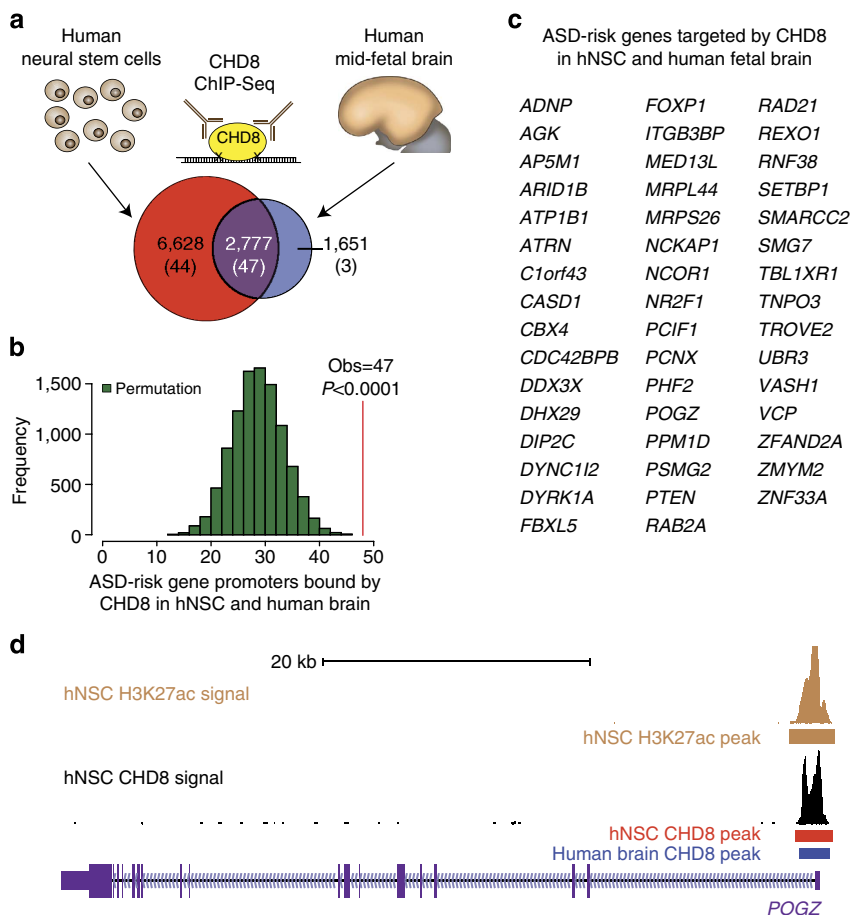 a
Human
neural stem cells
CHD8
ChIP-Seq
Human
mid-fetal brain
CHD8
6,628
(44)
2,777
(47)
1,651
(3)
b
Obs=47
P<0.0001
Permutation
1,500
1,000
500
0
Frequency
0 10 20 30 40 50
ASD-risk gene promoters bound by
CHD8 in hNSC and human brain
c
ASD-risk genes targeted by CHD8
in hNSC and human fetal brain
ADNP FOXP1 RAD21
AGK ITGB3BP REXO1
AP5M1 MED13L RNF38
ARID1B MRPL44 SETBP1
ATP1B1 MRPS26 SMARCC2
ATRN NCKAP1 SMG7
C1orf43 NCOR1 TBL1XR1
CASD1 NR2F1 TNPO3
CBX4 PCIF1 TROVE2
CDC42BPB PCNX UBR3
DDX3X PHF2 VASH1
DHX29 POGZ VCP
DIP2C PPM1D ZFAND2A
DYNC1I2 PSMG2 ZMYM2
DYRK1A PTEN ZNF33A
FBXL5 RAB2A
d
20 kb
hNSC H3K27ac signal
hNSC H3K27ac peak
hNSC CHD8 signal
hNSC CHD8 peak
Human brain CHD8 peak
POGZ